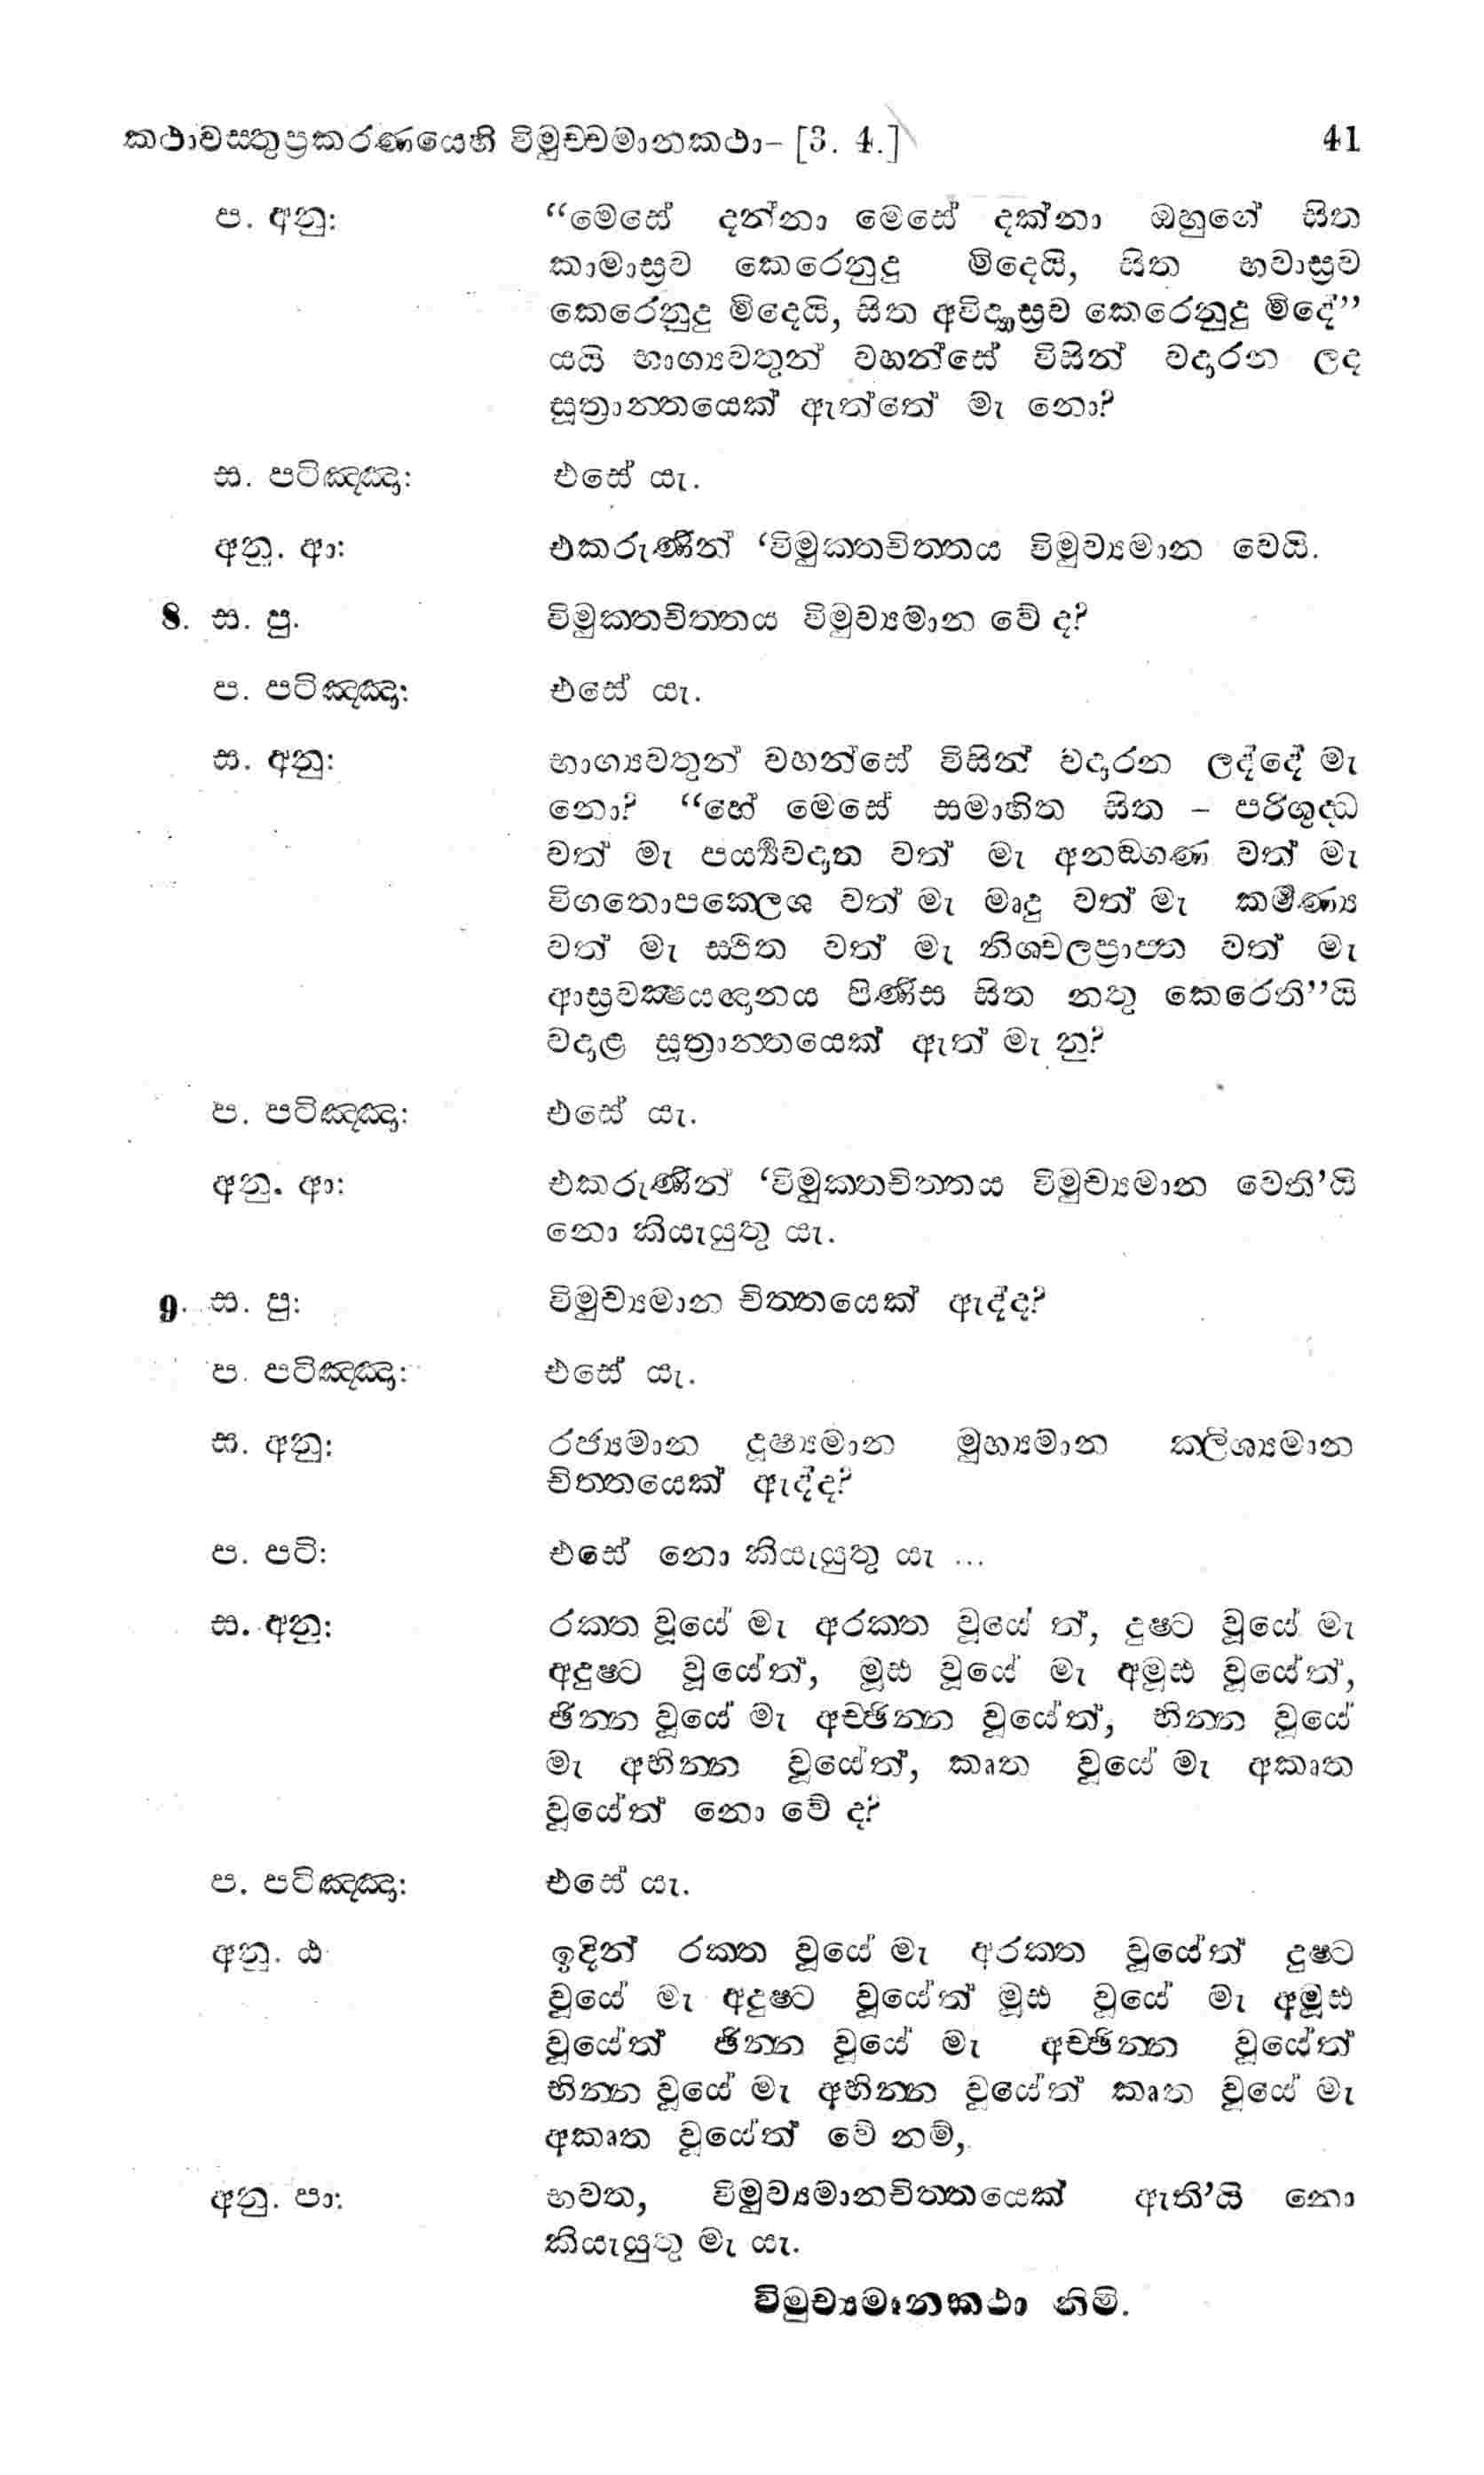 කථාවස්තුප්‍රකරණයෙහි විමුච්චමානකථා– [3. 4.] 41
ප. අනු: “මෙසේ දන්නා මෙසේ දක්නා ඔහුගේ සිත
කාමාස්‍රව කෙරෙනුදු මිදෙයි, සිත භවාස්‍රව
කෙරෙනුදු මිදෙයි, සිත අවිද්‍යාස්‍රව කෙරෙනුදු මිදේ”
යයි භාග්‍යවතුන් වහන්සේ විසින් වදාරන ලද
සූත්‍රාන්තයෙක් ඇත්තේ මැ නො?
ස. පටිඤ්ඤා: එසේ යැ.
අනු. ආ: එකරුණින් ‘විමුක්තචිත්තය විමුච්‍යමාන වෙයි.
8. ස. පු. විමුක්තචිත්තය විමුච්‍යමාන වේ ද?
ප. පටිඤ්ඤා: එසේ යැ.
ස. අනු: භාග්‍යවතුන් වහන්සේ විසින් වදාරන ලද්දේ මැ
නො? “හේ මෙසේ සමාහිත සිත – පරිශුද්ධ
වත් මැ පර්‍ය්‍යවදාත වත් මැ අනඞ්ගණ වත් මැ
විගතොපක්ලෙශ වත් මැ මෘදු වත් මැ කර්මණ්‍ය
වත් මැ ස්ථිත වත් මැ නිශ්චලප්‍රාප්ත වත් මැ
ආස්‍රවක්‍ෂයඥානය පිණිස සිත නතු කෙරෙති”යි
වදාළ සූත්‍රාන්තයෙක් ඇත් මැ නු?
ප. පටිඤ්ඤා: එසේ යැ.
අනු. ආ: එකරුණින් ‘විමුක්තචිත්තය විමුච්‍යමාන වෙති’යි
නො කියැයුතු යැ.
9. ස. පු: විමුච්‍යමාන චිත්තයෙක් ඇද්ද?
ප. පටිඤ්ඤා: එසේ යැ.
ස. අනු: රජ්‍යමාන දූෂ්‍යමාන මූහ්‍යමාන ක්ලිශ්‍යමාන
චිත්තයෙක් ඇද්ද?
ප. පටි: එසේ නො කියැයුතු යැ ...
ස. අනු: රක්ත වූයේ මැ අරක්ත වූයේ ත්, දුෂ්ට වූයේ මැ
අදුෂ්ට වූයේත්, මූඪ වූයේ මැ අමූඪ වූයේත්,
ඡින්න වූයේ මැ අච්ඡින්න වූයේත්, භින්න වූයේ
මැ අභින්න වූයේත්, කෘත වූයේ මැ අකෘත
වූයේත් නො වේ ද?
ප. පටිඤ්ඤා: එසේ යැ.
අනු. ඨ ඉදින් රක්ත වූයේ මැ අරක්ත වූයේත් දුෂ්ට
වූයේ මැ අදුෂ්ට වූයේත් මූඪ වූයේ මැ අමූඪ
වූයේත් ඡින්න වූයේ මැ අච්ඡින්න වූයේත්
භින්න වූයේ මැ අභින්න වූයේත් කෘත වූයේ මැ
අකෘත වූයේත් වේ නම්,
අනු. පා: භවත, විමුච්‍යමානචිත්තයෙක් ඇති’යි නො
කියැයුතු මැ යැ.
විමුච්‍යමානකථා නිමි.